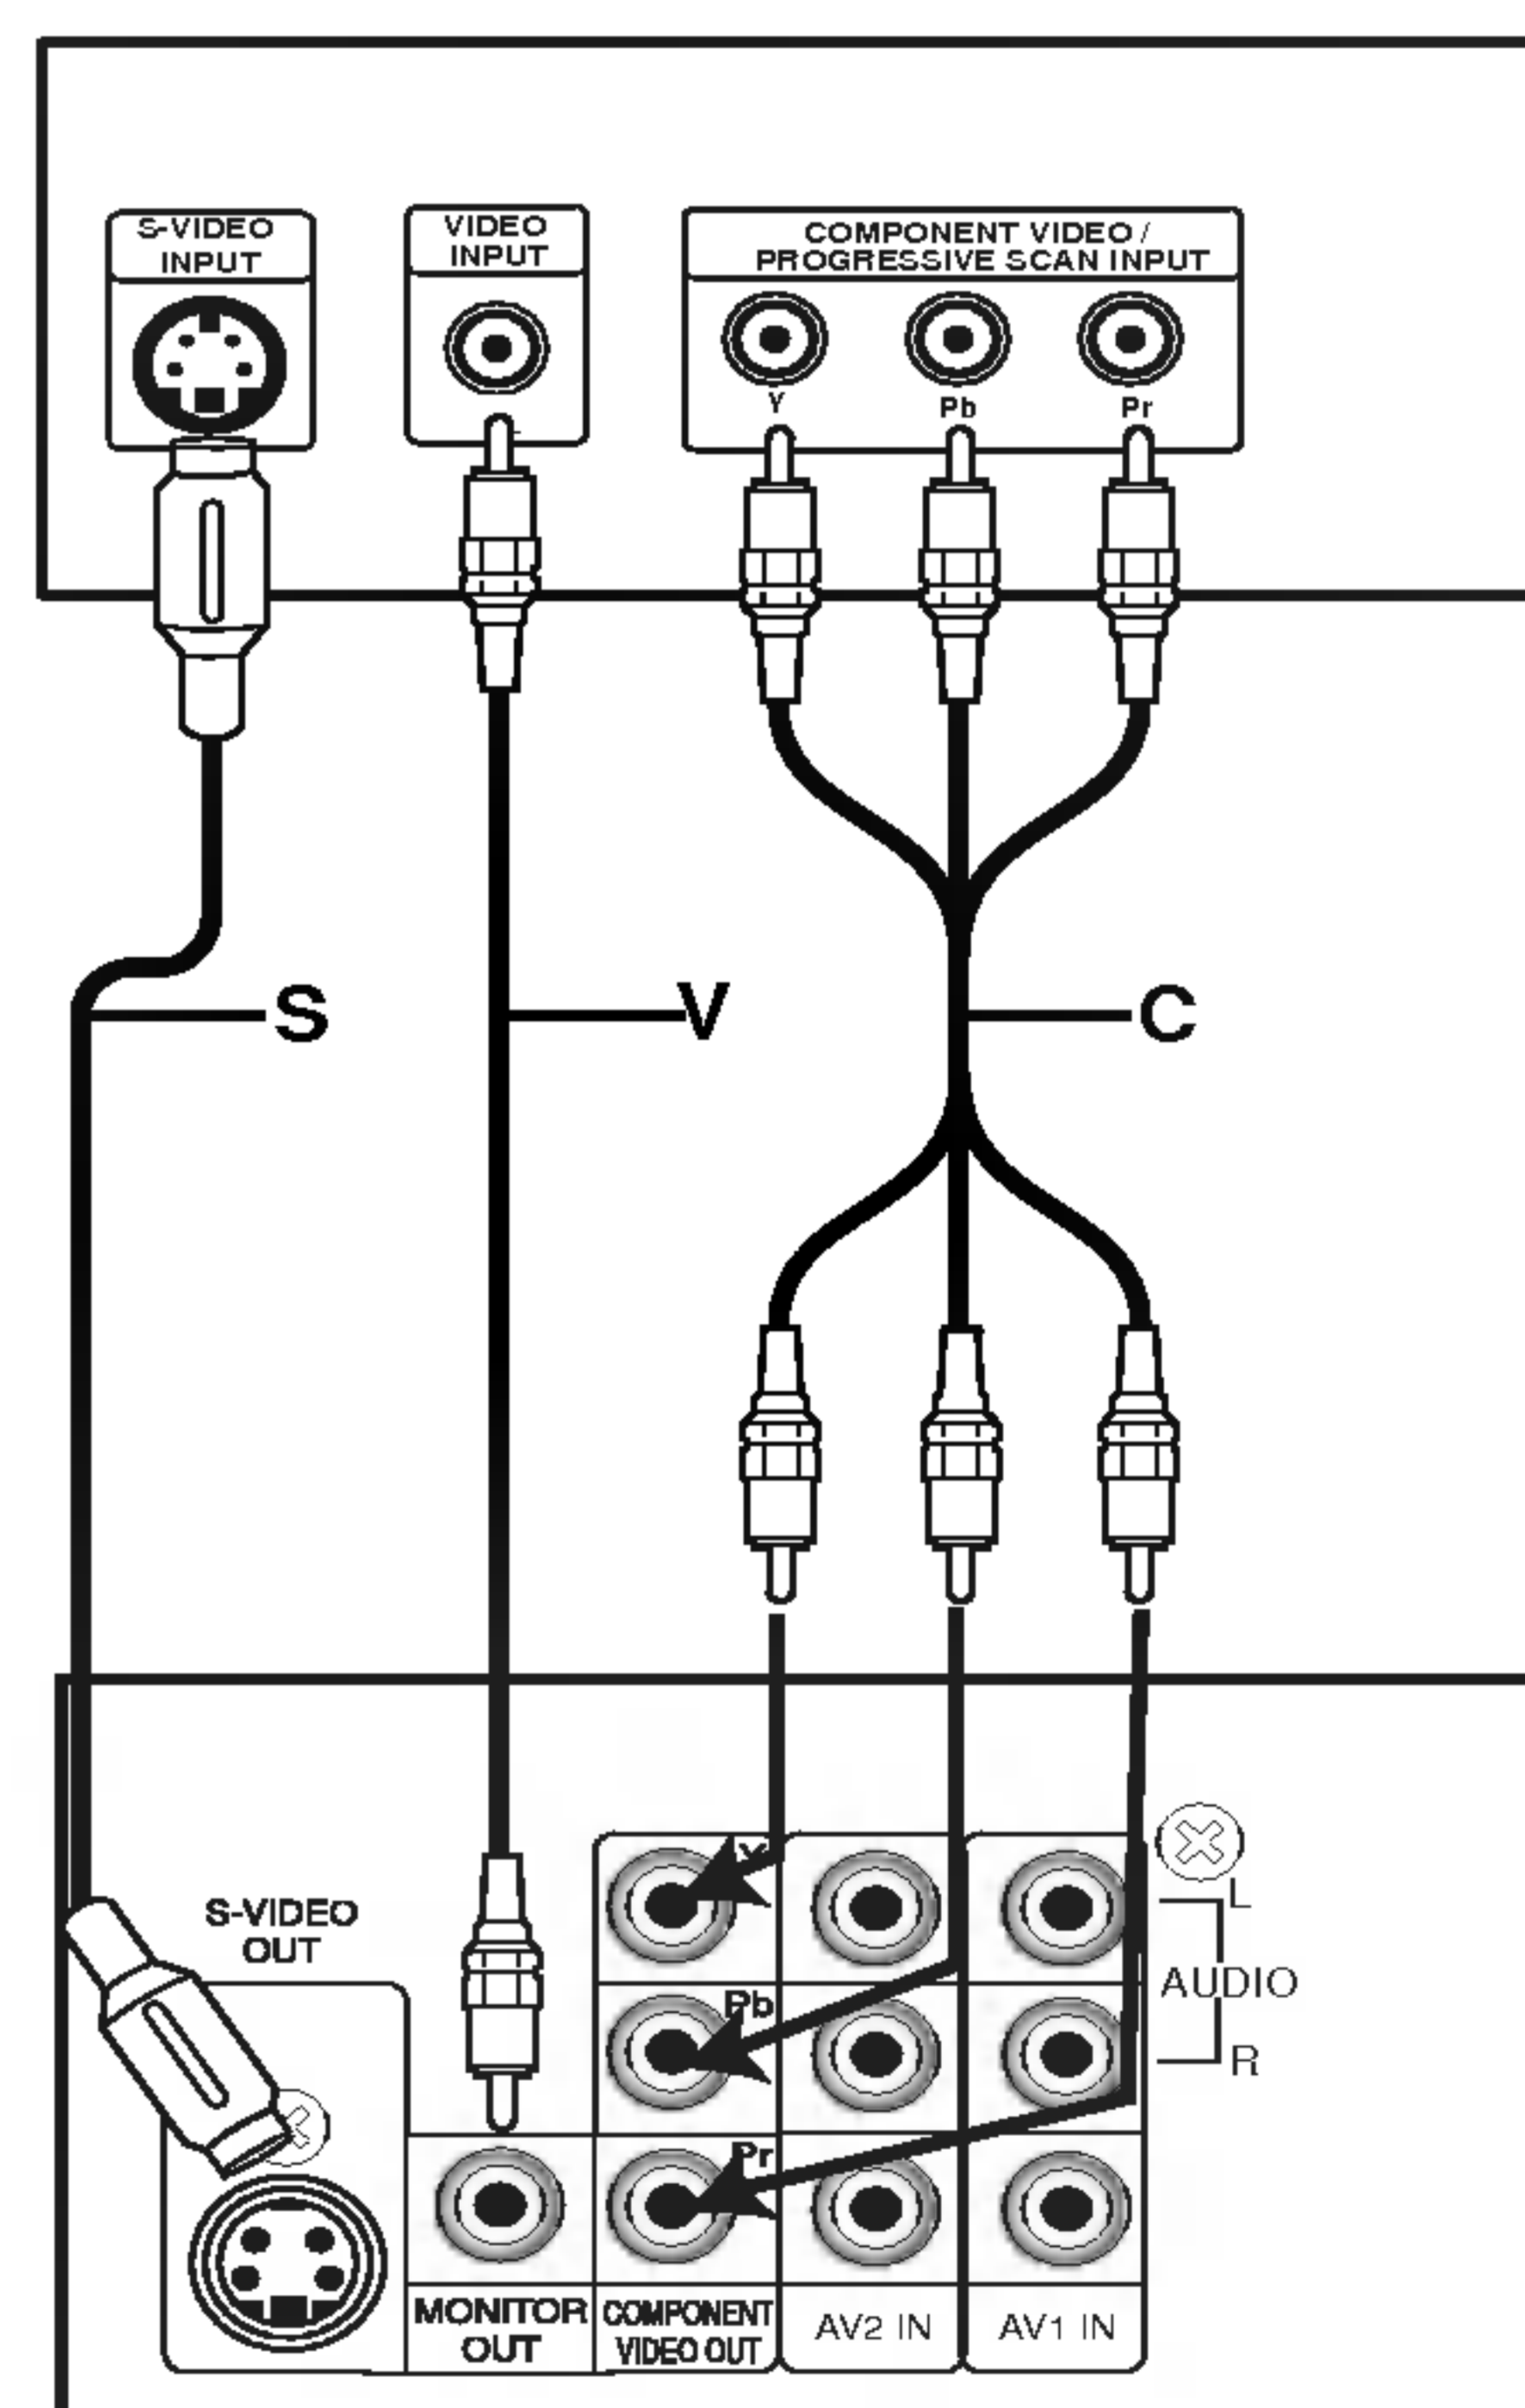 S-VIDEO
INPUT
VIDEO
INPUT
COMPONENT VIDEO /
PROGRESSIVE SCAN INPUT
Y
Pb
Pr
S
V
C
S-VIDEO
OUT
Y
Pb
Pr
L
AUDIO
R
MONITOR
OUT
COMPONENT
VIDEO OUT
AV2 IN
AV1 IN